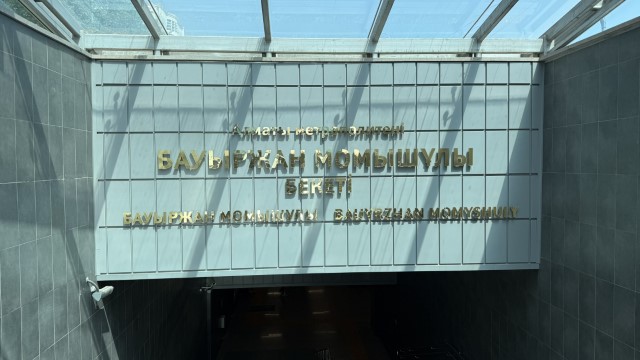 Алматы метрополитені
БАУЫРЖАН МОМЫШҰЛЫ
БЕКЕТІ
БАУЫРЖАН МОМЫШУЛЫ BAUYRZHAN MOMYSHULY